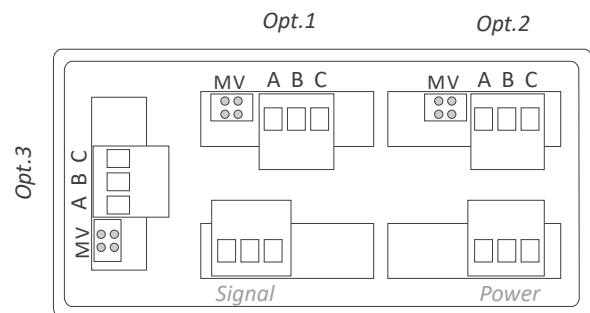 Opt.1
Opt.2
MV A B C
MV A B C
Opt.3
MV A B C
Signal
Power